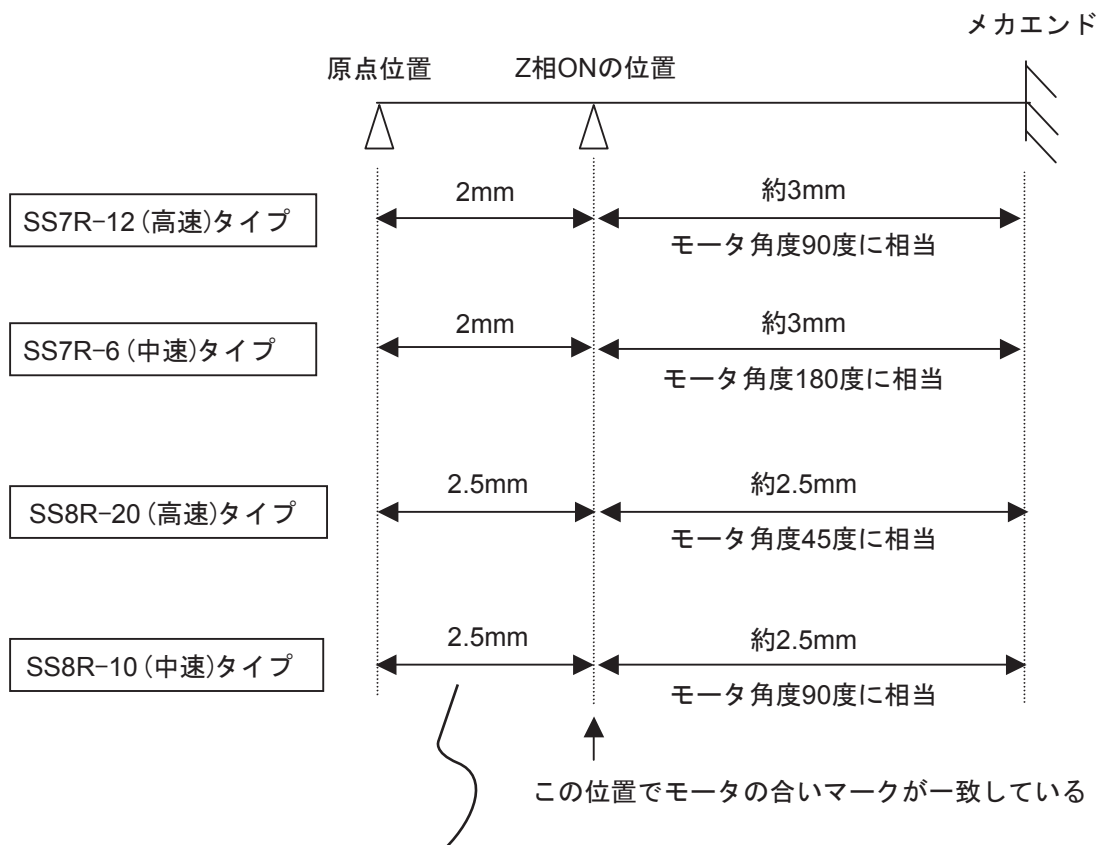 メカエンド
原点位置 Z相ONの位置
SS7R-12(高速)タイプ 2mm 約3mm
モータ角度90度に相当
SS7R-6(中速)タイプ 2mm 約3mm
モータ角度180度に相当
SS8R-20(高速)タイプ 2.5mm 約2.5mm
モータ角度45度に相当
SS8R-10(中速)タイプ 2.5mm 約2.5mm
モータ角度90度に相当
この位置でモータの合いマークが一致している